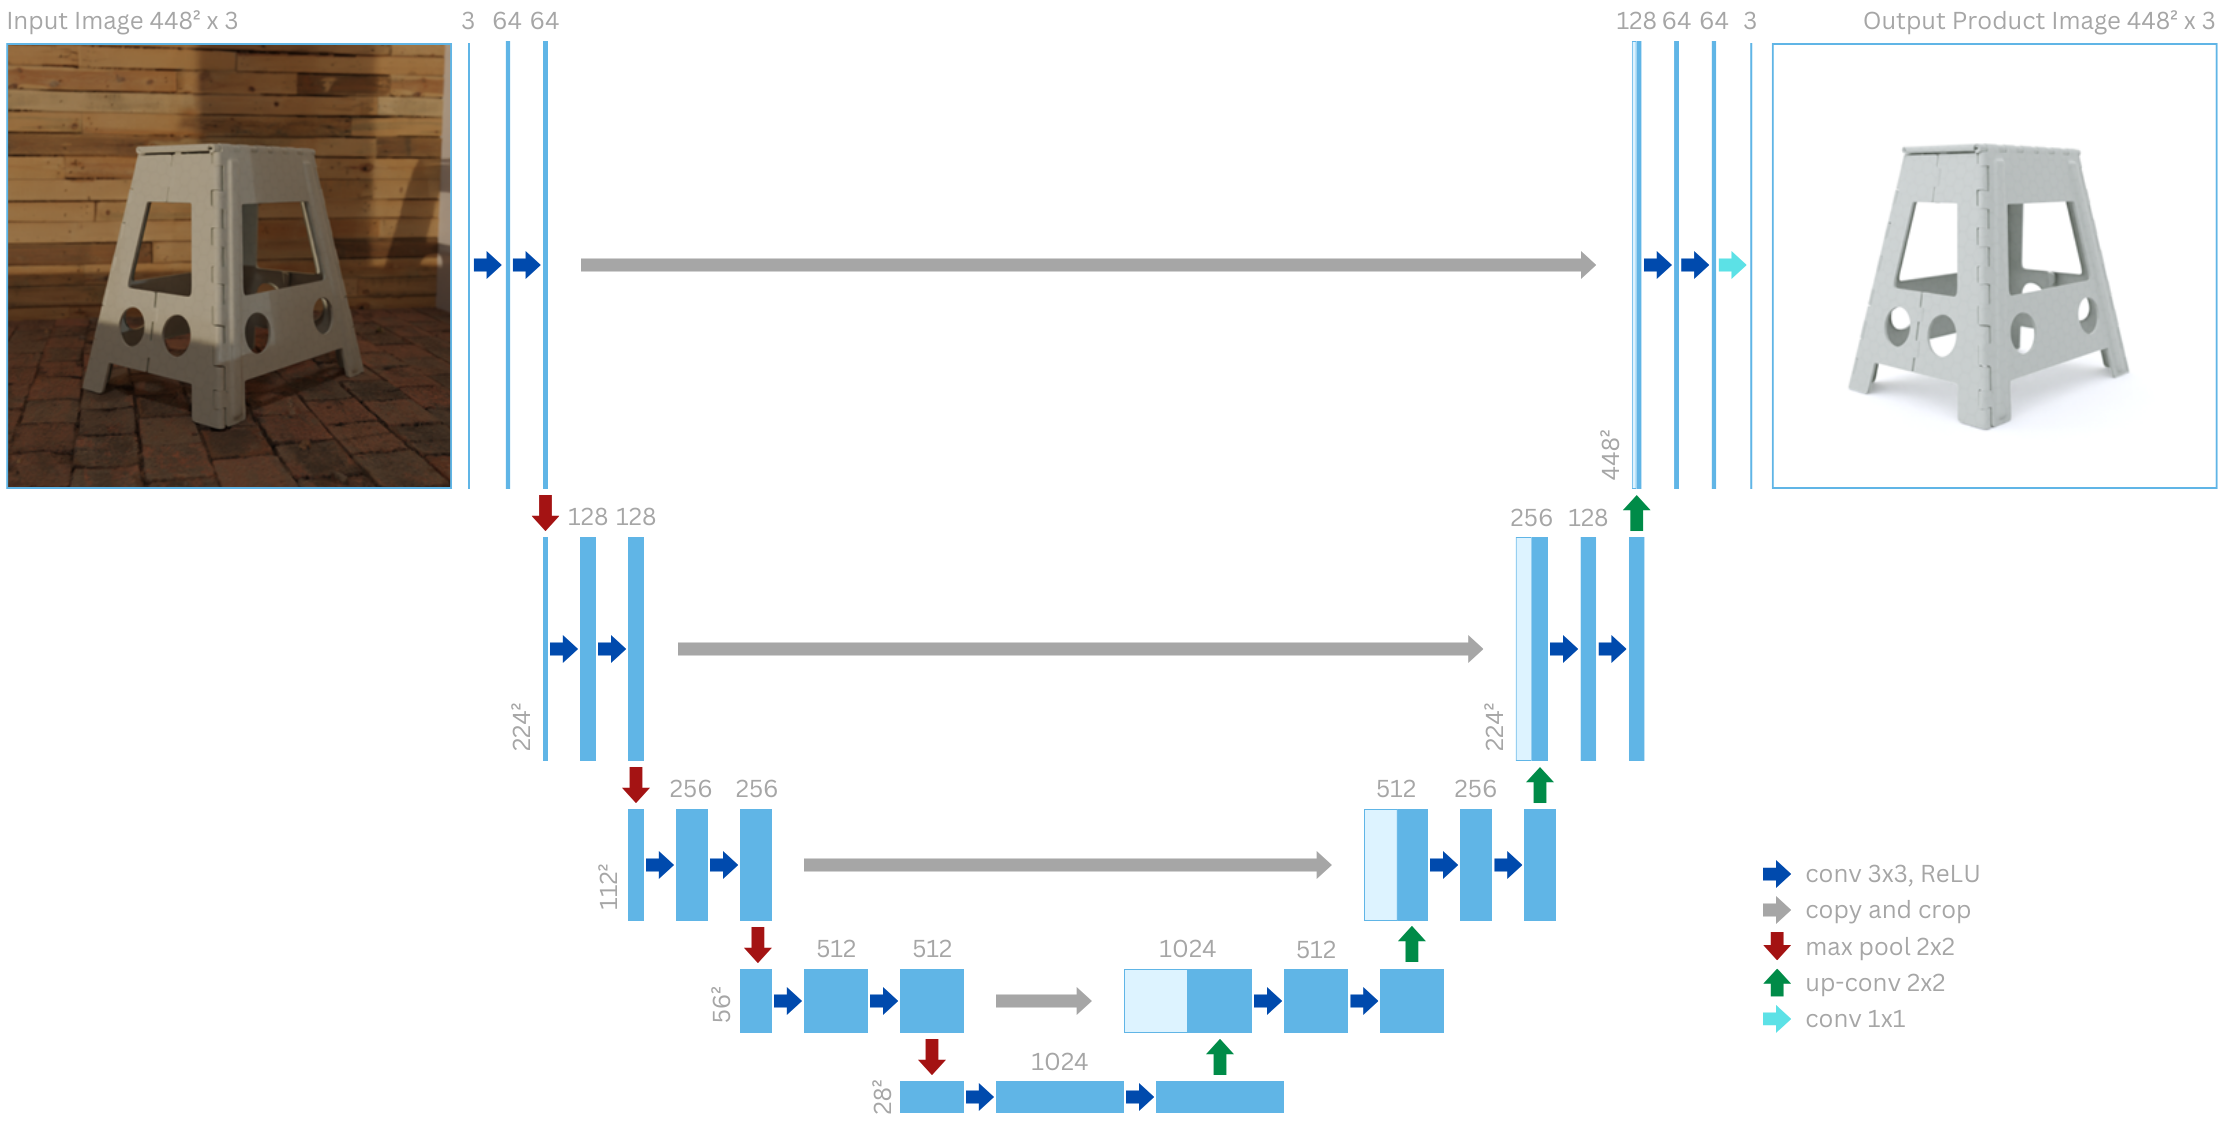 Input Image 448² x 3
3 64 64
128 64 64 3
Output Product Image 448² x 3
448²
128 128
256 128
224²
224²
256 256
512 256
112²
512 512
1024 512
56²
1024
28²
conv 3x3, ReLU
copy and crop
max pool 2x2
up-conv 2x2
conv 1x1